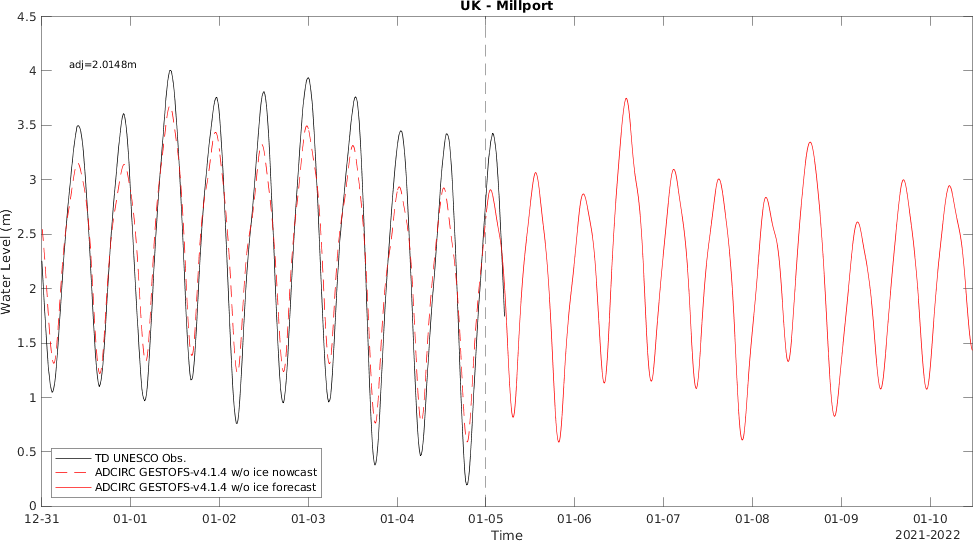 UK - Millport
4.5
4
3.5
3
2.5
2
1.5
1
0.5
0
Water Level (m)
adj=2.0148m
TD UNESCO Obs.
ADCIRC GESTOFS-v4.1.4 w/o ice nowcast
ADCIRC GESTOFS-v4.1.4 w/o ice forecast
12-31 01-01 01-02 01-03 01-04 01-05 01-06 01-07 01-08 01-09 01-10
Time
2021-2022